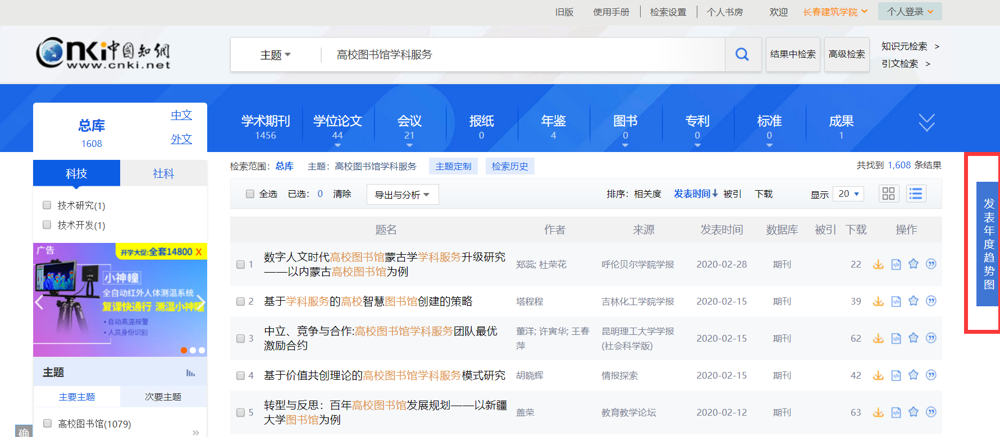 旧版 使用手册 检索设置 个人书房 欢迎 长春建筑学院 个人登录
cnki中国知网
www.cnki.net
主题 高校图书馆学科服务 结果中检索 高级检索
知识元检索 >
引文检索 >
总库
1608
中文
外文
学术期刊 学位论文 会议 报纸 年鉴 图书 专利 标准 成果
1456 44 21 0 4 0 0 0 1
科技 社科
技术研究(1)
技术开发(1)
广告
开学大促:全套14800 X
小神瞳
全自动红外人体测温系统
复课快通行 测温小神瞳
·自动高温报警
·人员身份识别
主题
主要主题 次要主题
高校图书馆(1079)
»
确
检索范围：总库 主题：高校图书馆学科服务 主题定制 检索历史 共找到 1,608 条结果
全选 已选：0 清除 导出与分析 排序：相关度 发表时间↓ 被引 下载 显示 20
题名 作者 来源 发表时间 数据库 被引 下载 操作
1 数字人文时代高校图书馆蒙古学学科服务升级研究
——以内蒙古高校图书馆为例
郑蕊; 杜荣花 呼伦贝尔学院学报 2020-02-28 期刊 22
2 基于学科服务的高校智慧图书馆创建的策略 塔程程 吉林化工学院学报 2020-02-15 期刊 39
3 中立、竞争与合作:高校图书馆学科服务团队最优
激励合约
董洋; 许寅华; 王春
萍
昆明理工大学学报
(社会科学版)
2020-02-15 期刊 62
4 基于价值共创理论的高校图书馆学科服务模式研究 胡晓辉 情报探索 2020-02-15 期刊 42
5 转型与反思：百年高校图书馆发展规划——以新疆
大学图书馆为例
盖荣 教育教学论坛 2020-02-12 期刊 63
发表年度趋势图